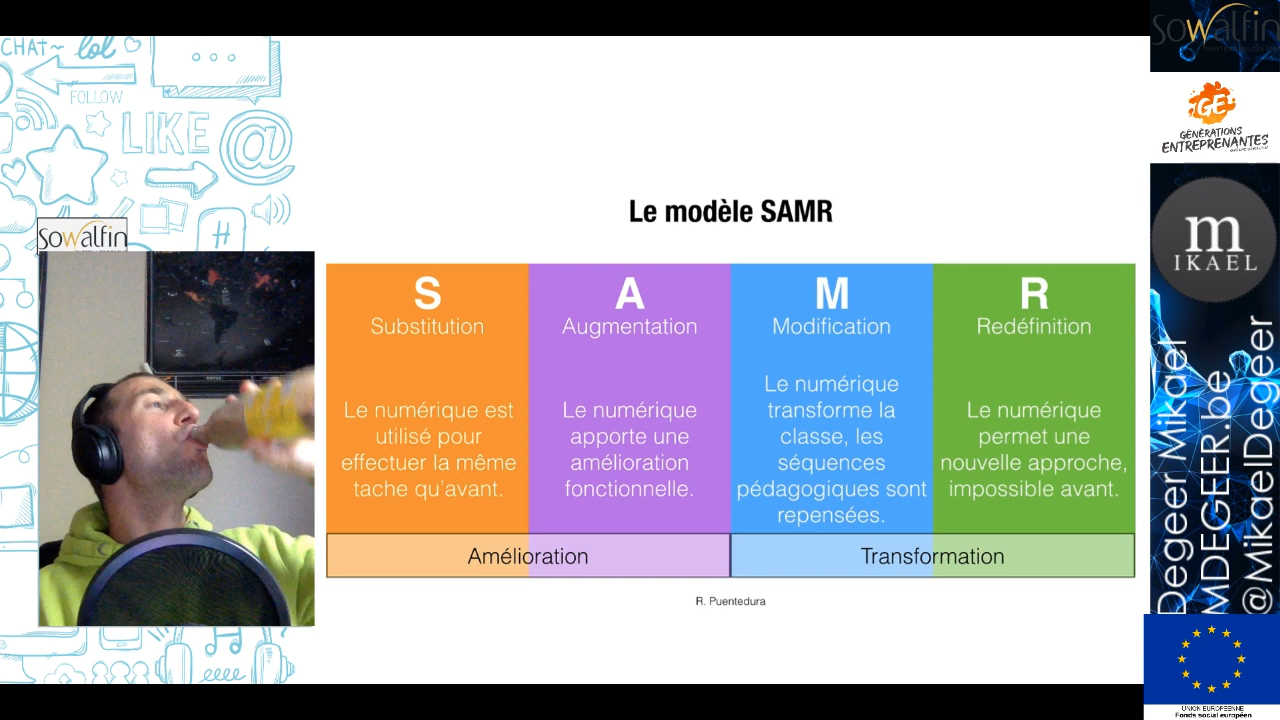 CHAT~ lol
FOLLOW
LIKE
@
#
Sowalfin
Le modèle SAMR
S
Substitution
Le numérique est
utilisé pour
effectuer la même
tache qu'avant.
A
Augmentation
Le numérique
apporte une
amélioration
fonctionnelle.
M
Modification
Le numérique
transforme la
classe, les
séquences
pédagogiques sont
repensées.
R
Redéfinition
Le numérique
permet une
nouvelle approche,
impossible avant.
Amélioration
Transformation
R. Puentedura
Sowalfin
GE
GÉNÉRATIONS
ENTREPRENANTES
m
IKAEL
Degeer Mikael
MDEGEER.be
@MikaelDegeer
UNION EUROPEENNE
Fonds social européen